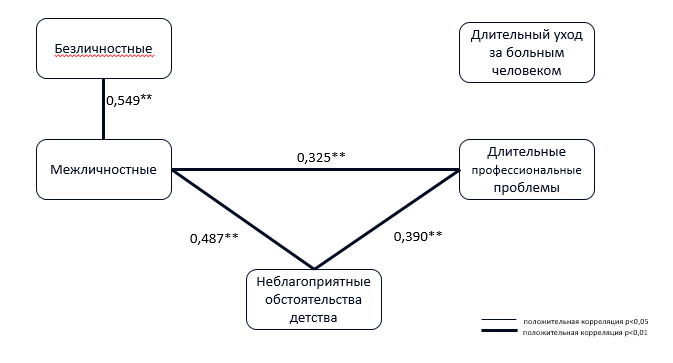 Безличностные
Длительный уход
за больным
человеком
0,549**
Межличностные
0,325**
Длительные
профессиональные
проблемы
0,487**
0,390**
Неблагоприятные
обстоятельства
детства
положительная корреляция p<0,05
положительная корреляция p<0,01